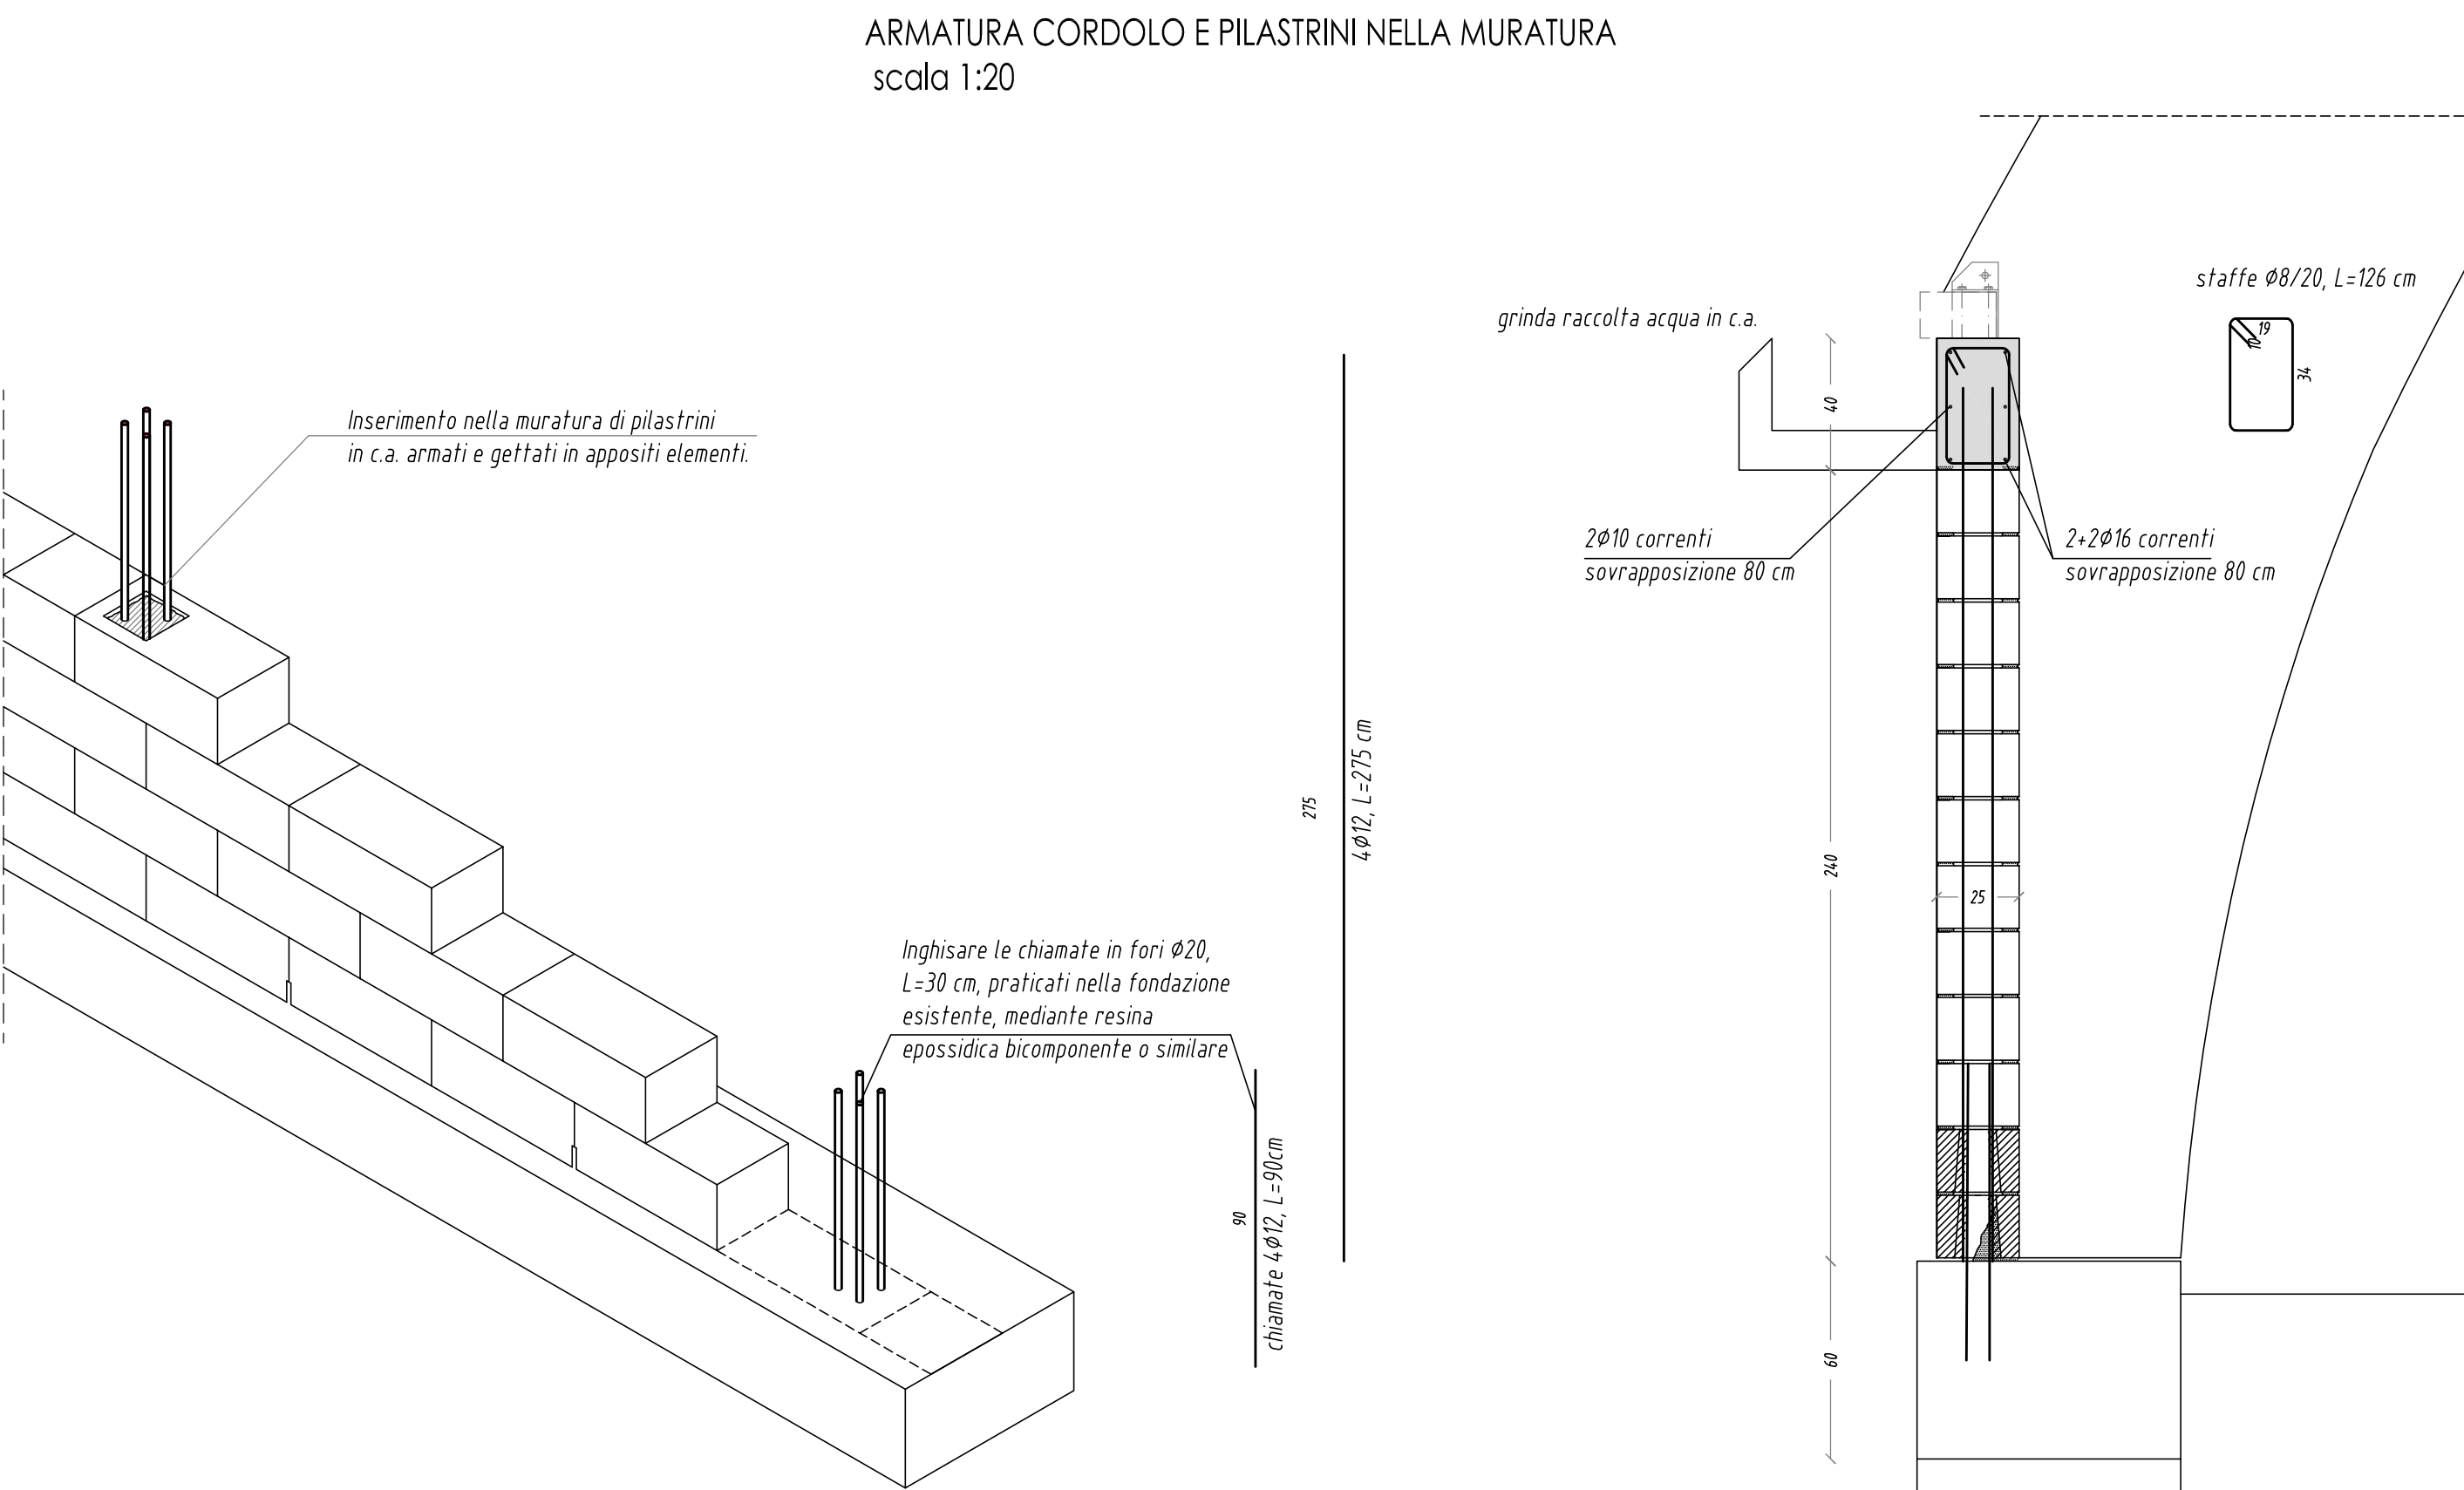 ARMATURA CORDOLO E PILASTRINI NELLA MURATURA
scala 1:20
Inserimento nella muratura di pilastrini
in c.a. armati e gettati in appositi elementi.
Inghisare le chiamate in fori Ø20,
L=30 cm, praticati nella fondazione
esistente, mediante resina
epossidica bicomponente o similare
90
chiamate 4Ø12, L=90cm
275
4Ø12, L=275 cm
grinda raccolta acqua in c.a.
2Ø10 correnti
sovrapposizione 80 cm
40
240
60
25
2+2Ø16 correnti
sovrapposizione 80 cm
staffe Ø8/20, L=126 cm
19
10
34